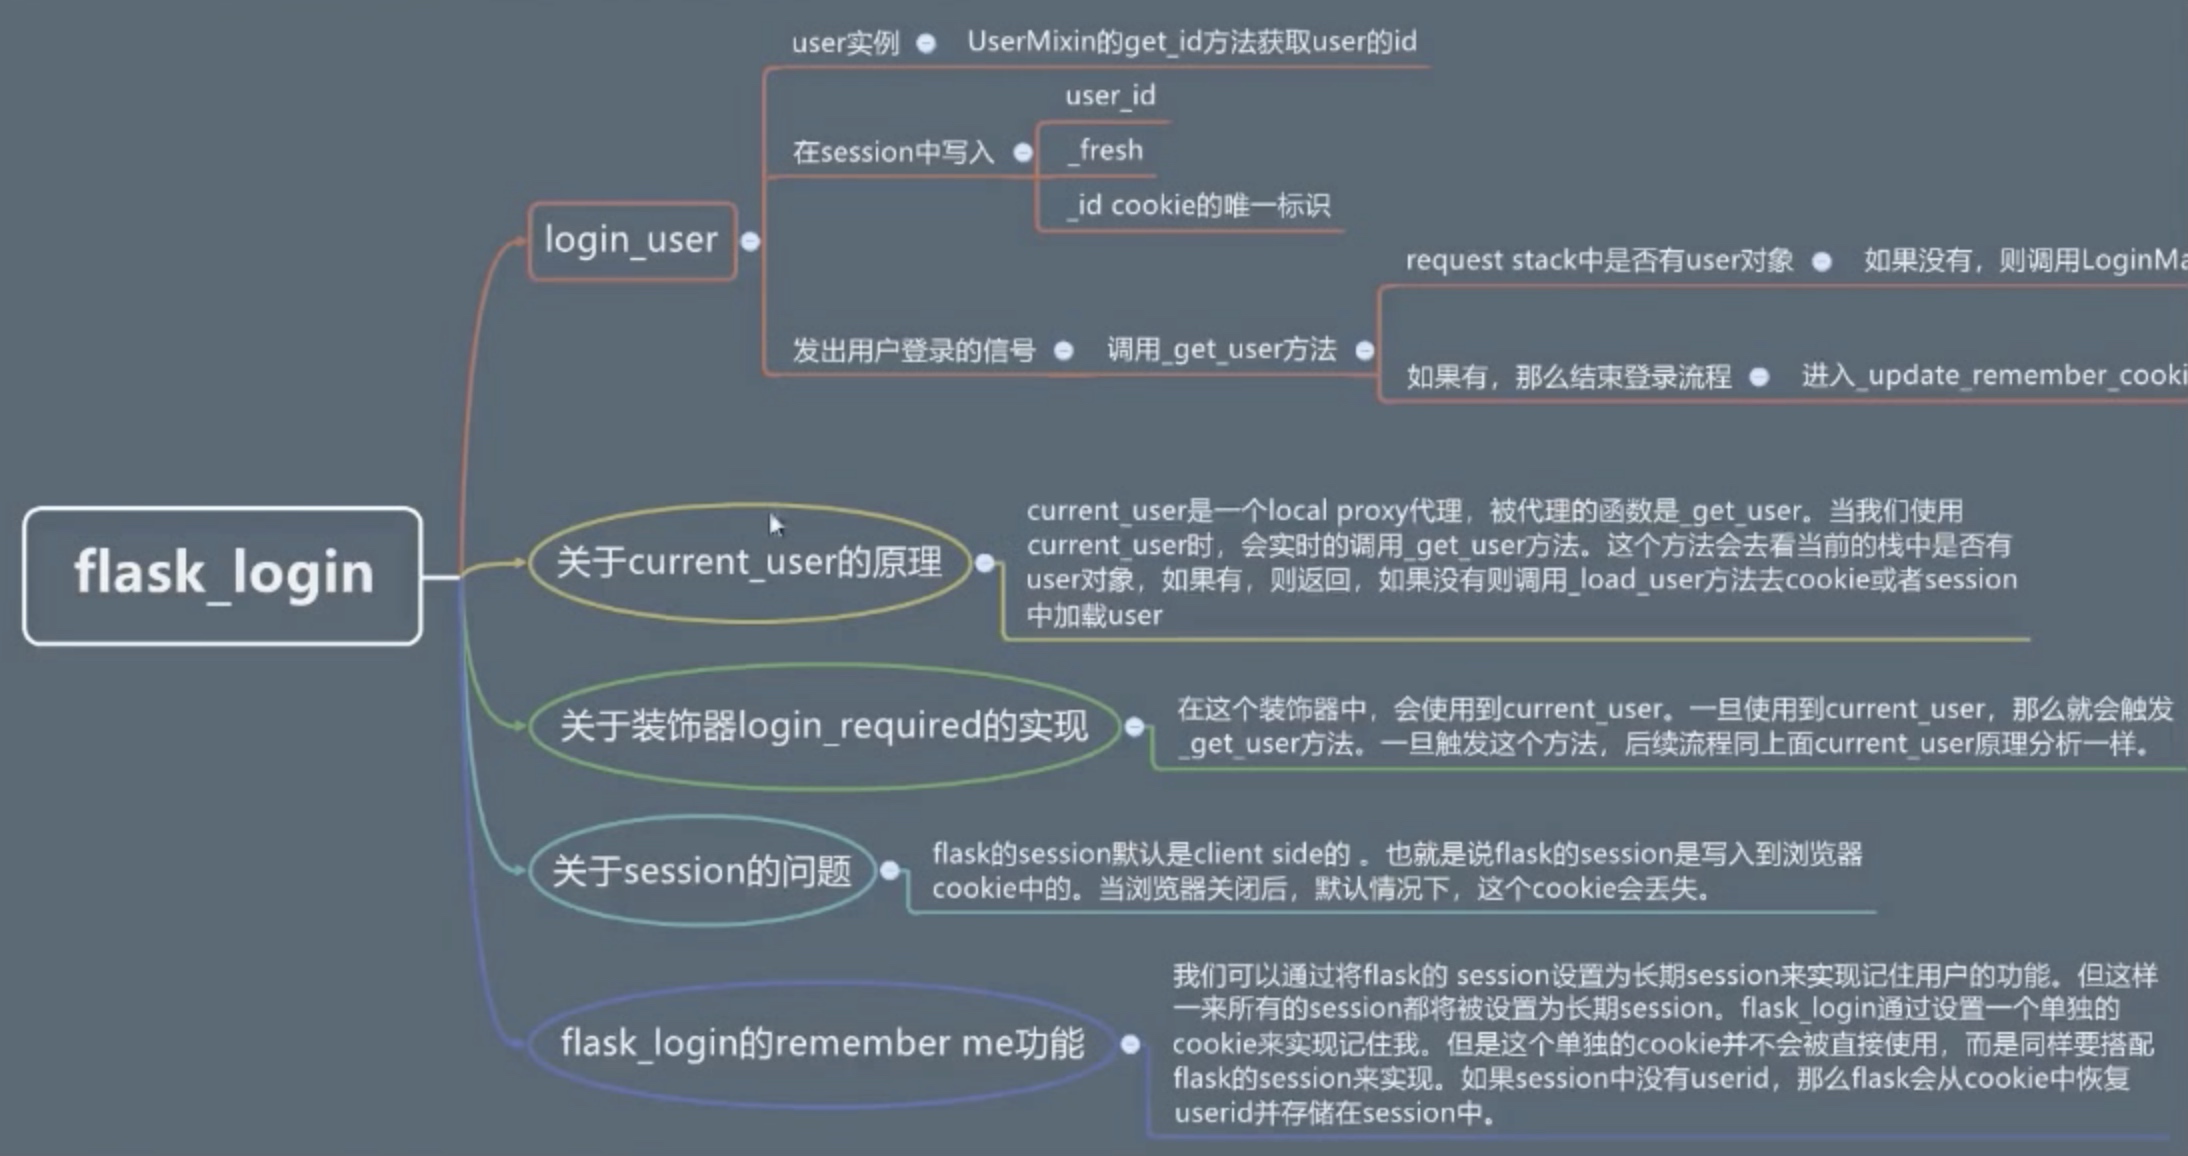 user实例
UserMixin的get_id方法获取user的id
user_id
在session中写入
_fresh
_id cookie的唯一标识
login_user
request stack中是否有user对象
如果没有，则调用LoginMa
发出用户登录的信号
调用_get_user方法
如果有，那么结束登录流程
进入_update_remember_cooki
flask_login
关于current_user的原理
current_user是一个local proxy代理，被代理的函数是_get_user。当我们使用
current_user时，会实时的调用_get_user方法。这个方法会去看当前的栈中是否有
user对象，如果有，则返回，如果没有则调用_load_user方法去cookie或者session
中加载user
关于装饰器login_required的实现
在这个装饰器中，会使用到current_user。一旦使用到current_user，那么就会触发
_get_user方法。一旦触发这个方法，后续流程同上面current_user原理分析一样。
关于session的问题
flask的session默认是client side的 。也就是说flask的session是写入到浏览器
cookie中的。当浏览器关闭后，默认情况下，这个cookie会丢失。
flask_login的remember me功能
我们可以通过将flask的 session设置为长期session来实现记住用户的功能。但这样
一来所有的session都将被设置为长期session。flask_login通过设置一个单独的
cookie来实现记住我。但是这个单独的cookie并不会被直接使用，而是同样要搭配
flask的session来实现。如果session中没有userid，那么flask会从cookie中恢复
userid并存储在session中。